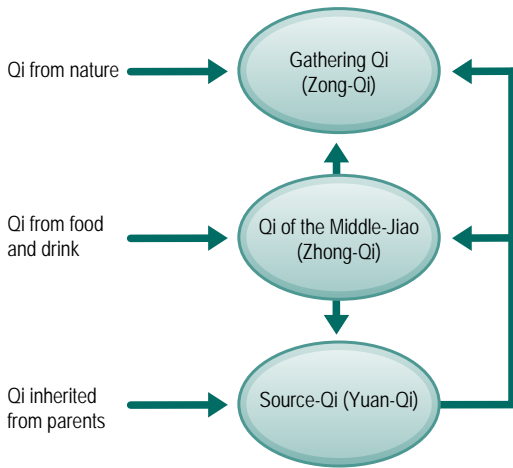 Qi from nature
Gathering Qi
(Zong-Qi)
Qi from food
and drink
Qi of the Middle-Jiao
(Zhong-Qi)
Qi inherited
from parents
Source-Qi (Yuan-Qi)